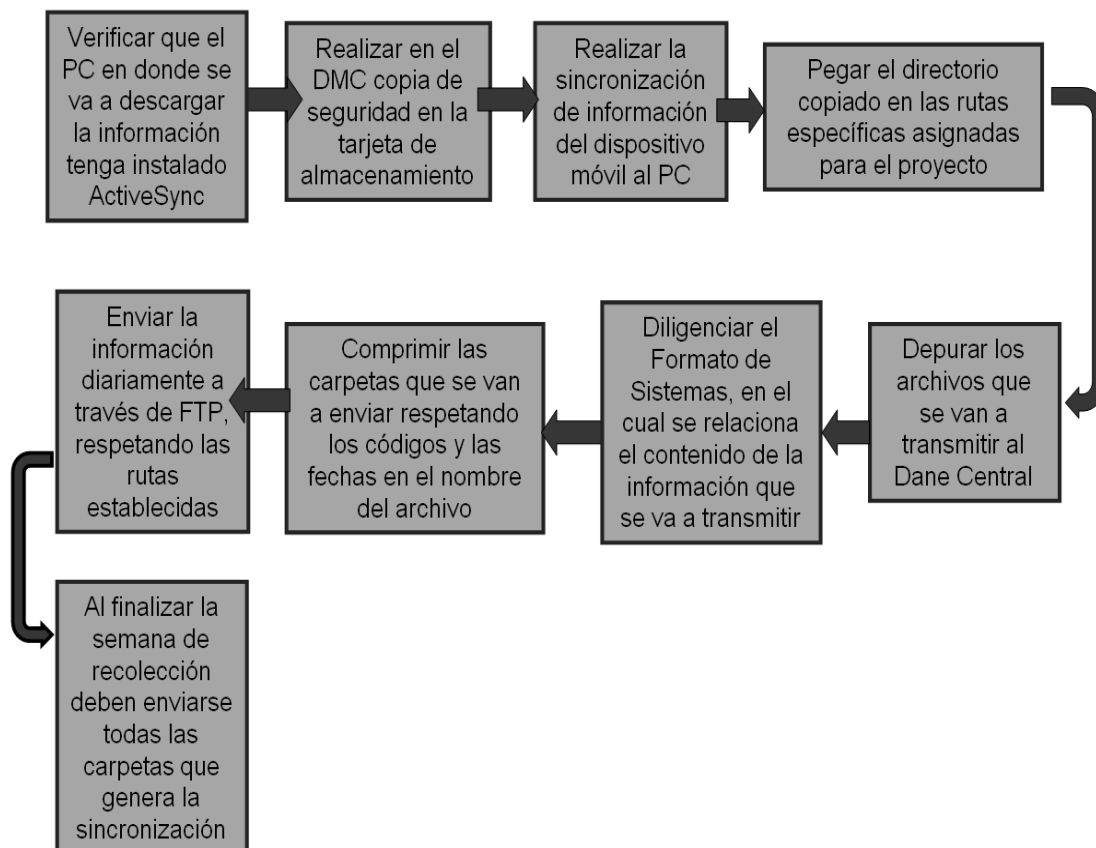 Verificar que el
PC en donde se
va a descargar
la información
tenga instalado
ActiveSync
Realizar en el
DMC copia de
seguridad en la
tarjeta de
almacenamiento
Realizar la
sincronización
de información
del dispositivo
móvil al PC
Pegar el directorio
copiado en las rutas
específicas asignadas
para el proyecto
Depurar los
archivos que
se van a
transmitir al
Dane Central
Diligenciar el
Formato de
Sistemas, en el
cual se relaciona
el contenido de la
información que
se va a transmitir
Comprimir las
carpetas que se van
a enviar respetando
los códigos y las
fechas en el nombre
del archivo
Enviar la
información
diariamente a
través de FTP,
respetando las
rutas
establecidas
Al finalizar la
semana de
recolección
deben enviarse
todas las
carpetas que
genera la
sincronización